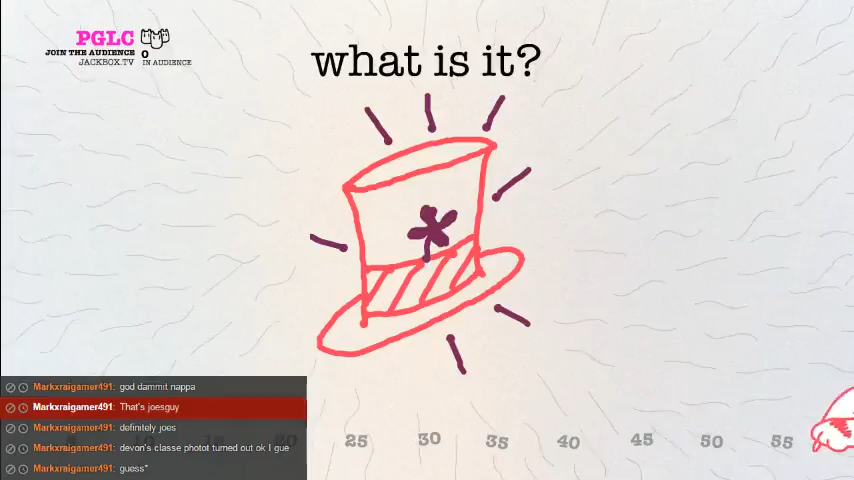 PGLC
JOIN THE AUDIENCE
JACKBOX.TV
0
IN AUDIENCE
what is it?
Markxraigamer491: god dammit nappa
Markxraigamer491: That's joesguy
Markxraigamer491: definitely joes
Markxraigamer491: devon's classe photot turned out ok I gue
Markxraigamer491: guess*
25 30 35 40 45 50 55